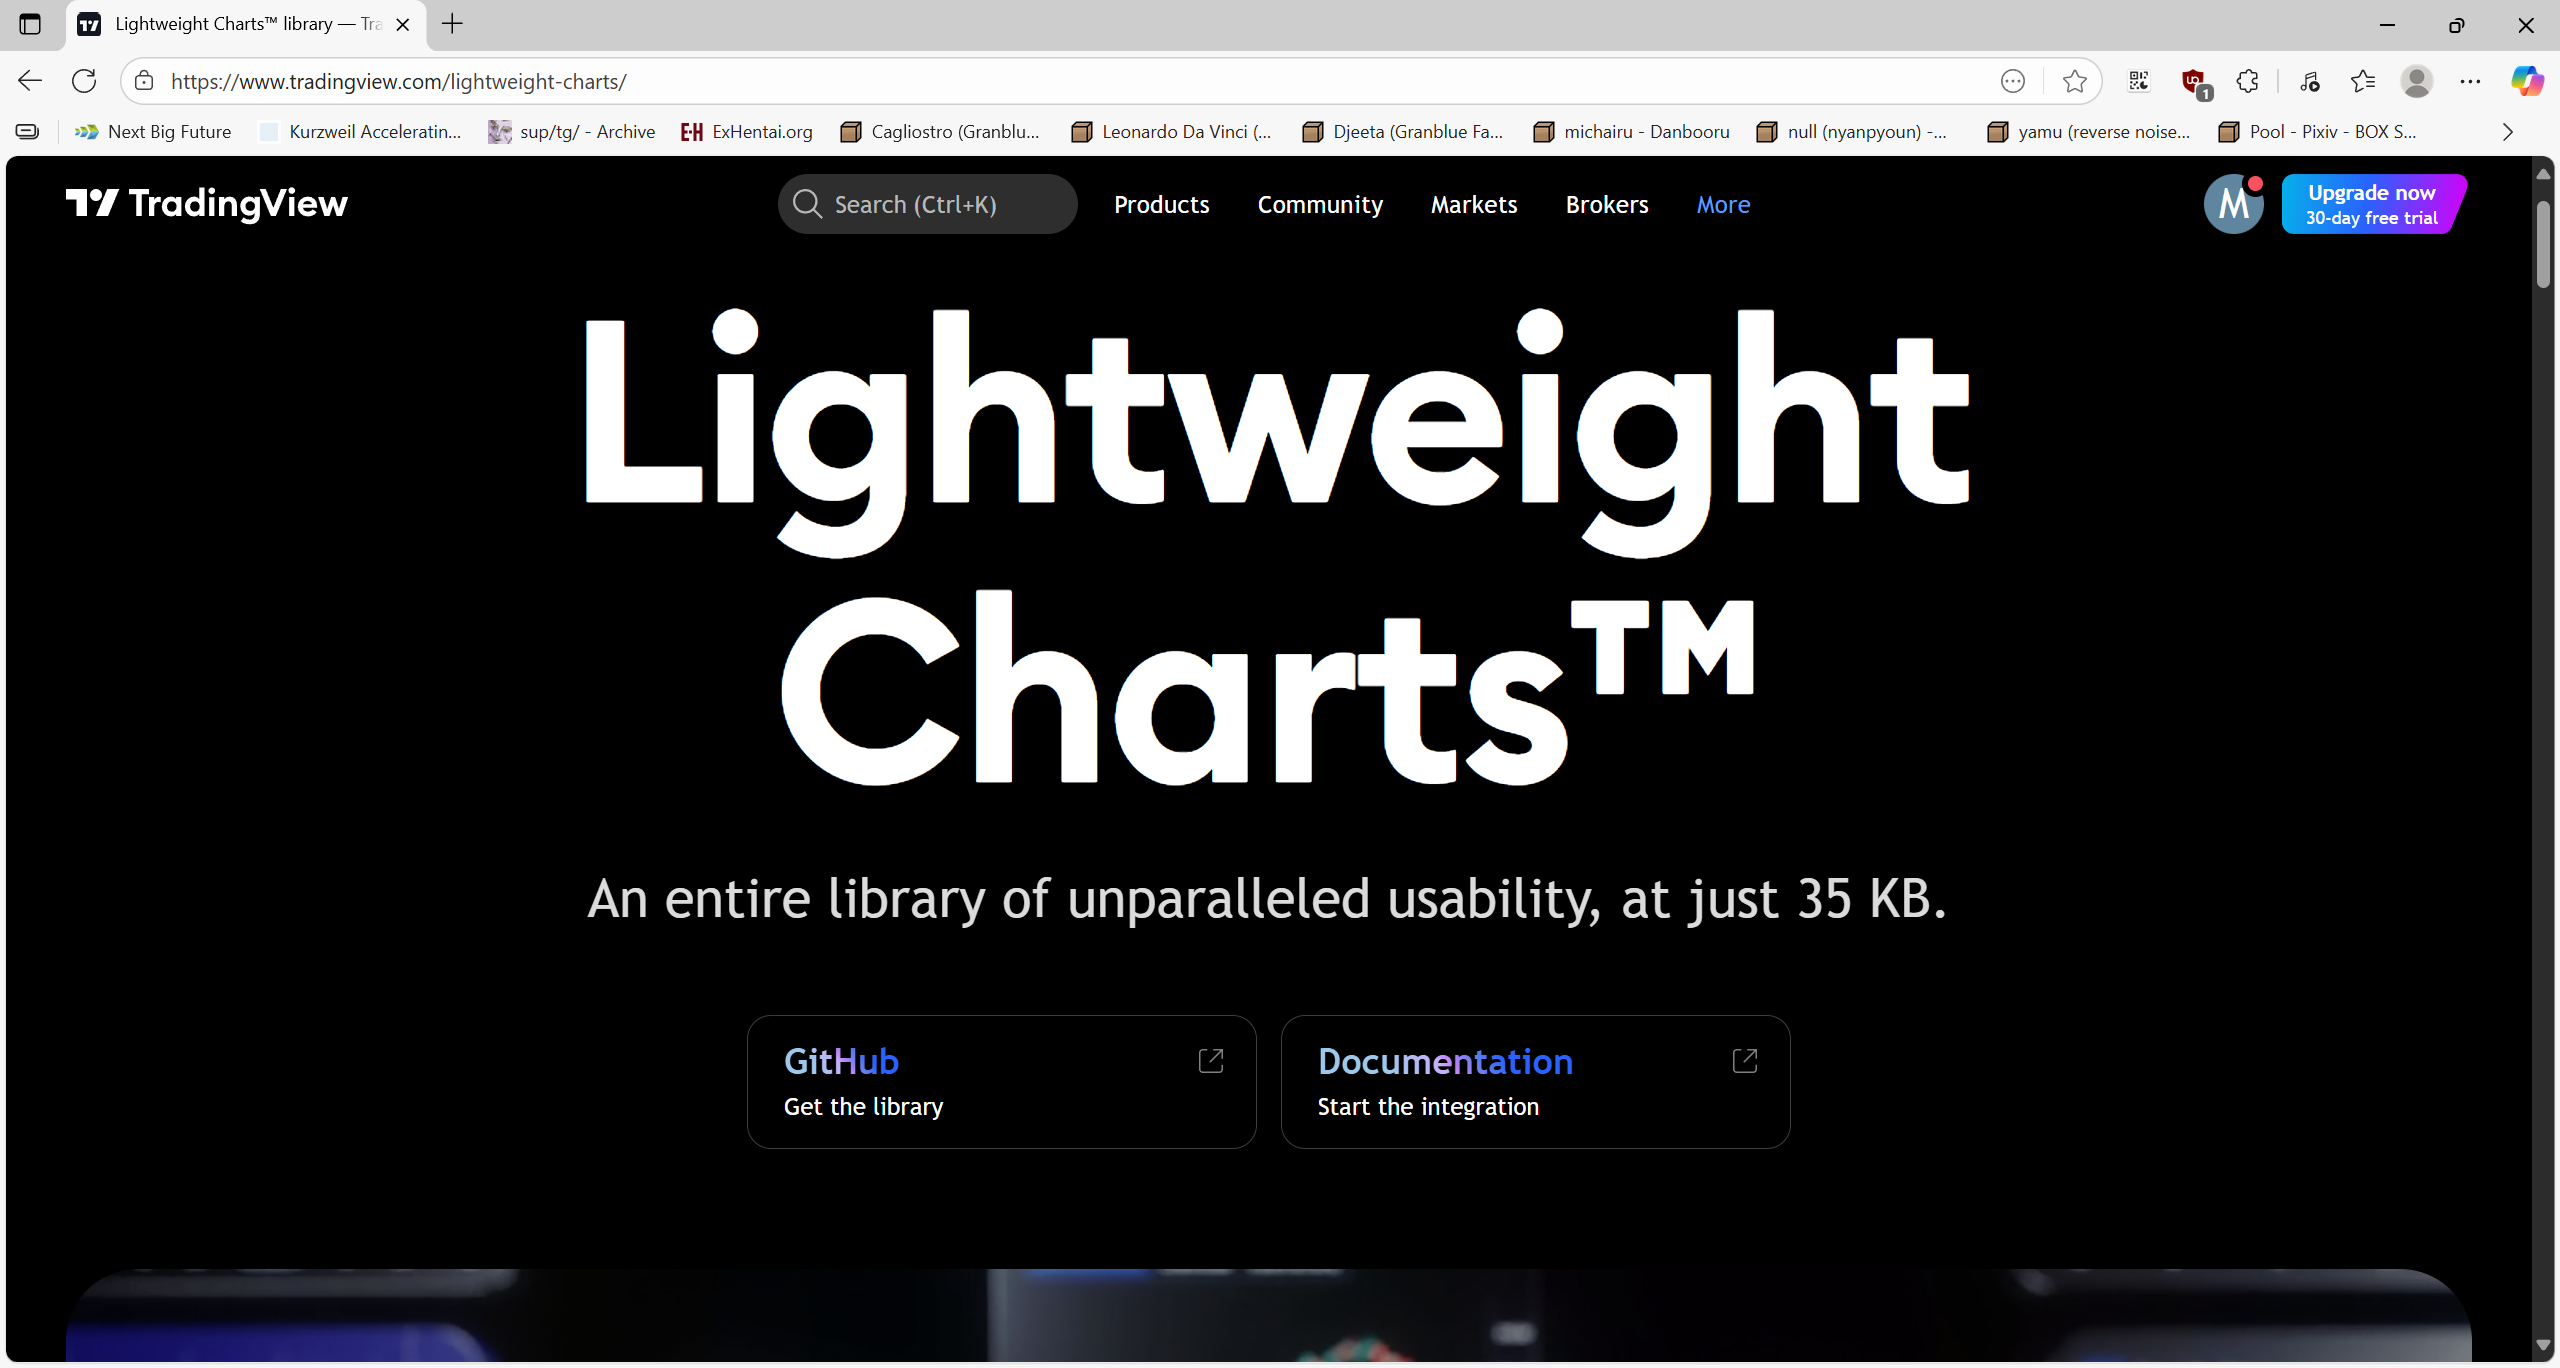 Lightweight Charts™ library — Tra
https://www.tradingview.com/lightweight-charts/
1
Next Big Future
Kurzweil Acceleratin...
sup/tg/ - Archive
E-H ExHentai.org
Cagliostro (Granblu...
Leonardo Da Vinci (...
Djeeta (Granblue Fa...
michairu - Danbooru
null (nyanpyoun) -...
yamu (reverse noise...
Pool - Pixiv - BOX S...
TradingView
Search (Ctrl+K)
Products
Community
Markets
Brokers
More
M
Upgrade now
30-day free trial
Lightweight
Charts™
An entire library of unparalleled usability, at just 35 KB.
GitHub
Get the library
Documentation
Start the integration